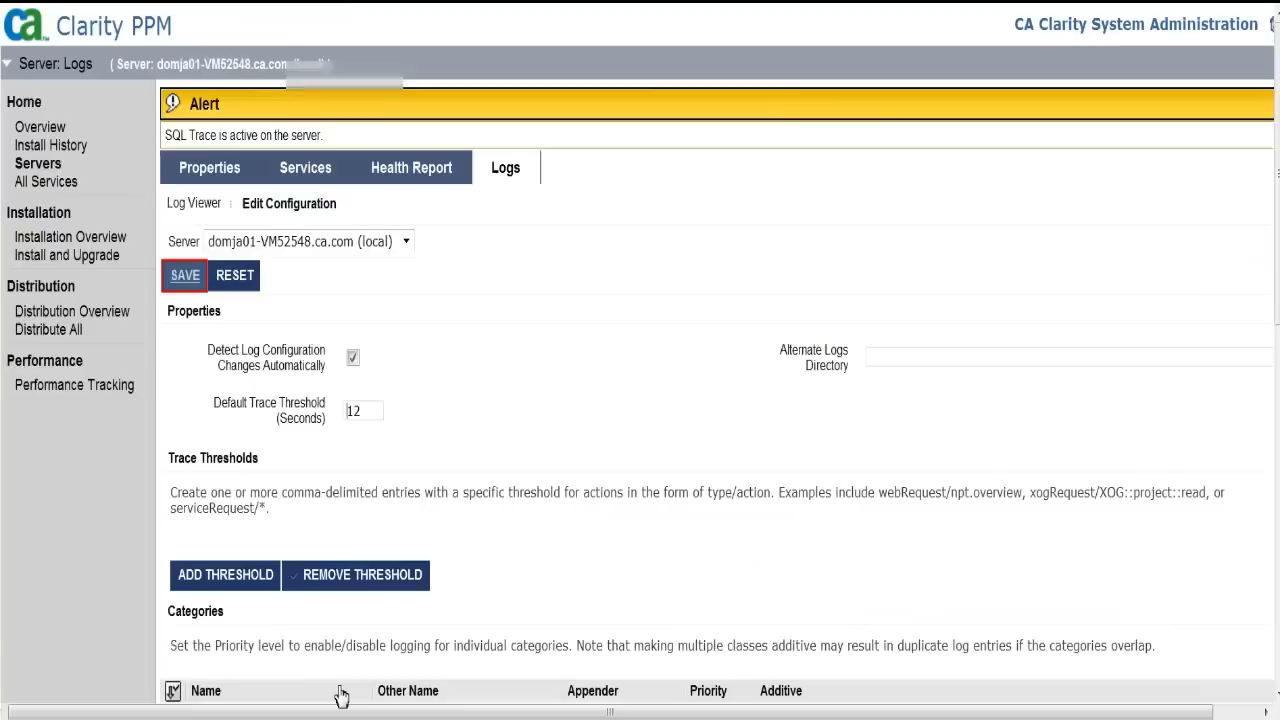 ca Clarity PPM
CA Clarity System Administration
Server: Logs ( Server: domja01-VM52548.ca.com
Home
Overview
Install History
Servers
All Services
Installation
Installation Overview
Install and Upgrade
Distribution
Distribution Overview
Distribute All
Performance
Performance Tracking
Alert
SQL Trace is active on the server.
Properties Services Health Report Logs
Log Viewer : Edit Configuration
Server domja01-VM52548.ca.com (local)
SAVE RESET
Properties
Detect Log Configuration
Changes Automatically
Alternate Logs
Directory
Default Trace Threshold
(Seconds)
12
Trace Thresholds
Create one or more comma-delimited entries with a specific threshold for actions in the form of type/action. Examples include webRequest/npt.overview, xogRequest/XOG::project::read, or
serviceRequest/*.
ADD THRESHOLD REMOVE THRESHOLD
Categories
Set the Priority level to enable/disable logging for individual categories. Note that making multiple classes additive may result in duplicate log entries if the categories overlap.
Name Other Name Appender Priority Additive